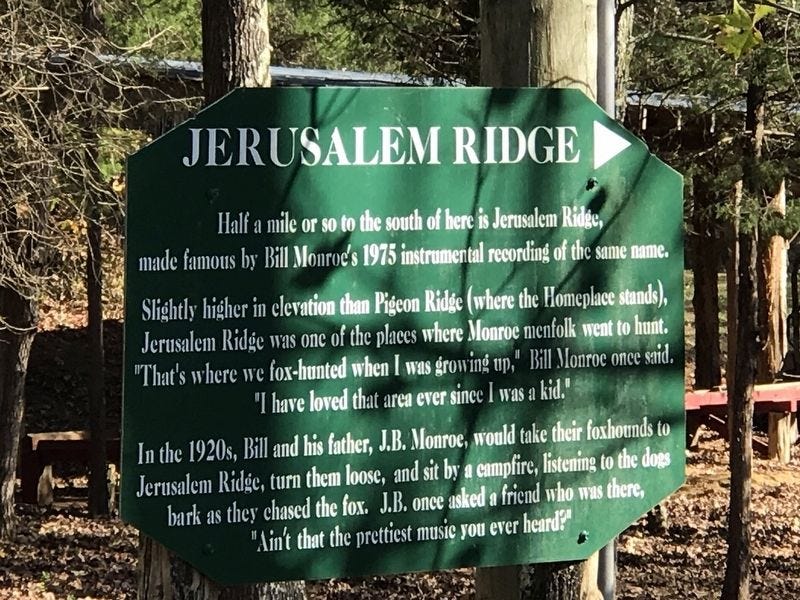 JERUSALEM RIDGE
Half a mile or so to the south of here is Jerusalem Ridge,
made famous by Bill Monroe's 1975 instrumental recording of the same name.
Slightly higher in elevation than Pigeon Ridge (where the Homeplace stands),
Jerusalem Ridge was one of the places where Monroe menfolk went to hunt.
"That's where we fox-hunted when I was growing up," Bill Monroe once said.
"I have loved that area ever since I was a kid."
In the 1920s, Bill and his father, J.B. Monroe, would take their foxhounds to
Jerusalem Ridge, turn them loose, and sit by a campfire, listening to the dogs
bark as they chased the fox. J.B. once asked a friend who was there,
"Ain't that the prettiest music you ever heard?"